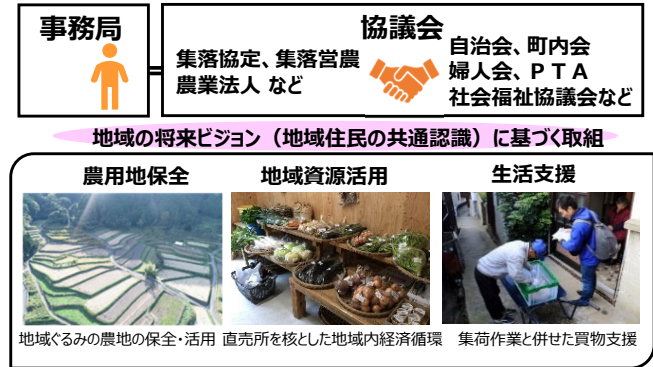 事務局
協議会
集落協定、集落営農
農業法人 など
自治会、町内会
婦人会、ＰＴＡ
社会福祉協議会など
地域の将来ビジョン（地域住民の共通認識）に基づく取組
農用地保全
地域資源活用
生活支援
地域ぐるみの農地の保全・活用
直売所を核とした地域内経済循環
集荷作業と併せた買物支援